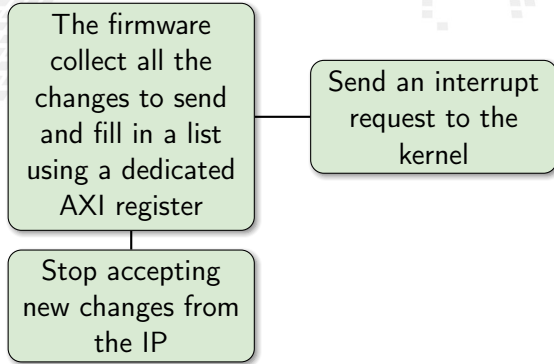 The firmware
collect all the
changes to send
and fill in a list
using a dedicated
AXI register
Send an interrupt
request to the
kernel
Stop accepting
new changes from
the IP